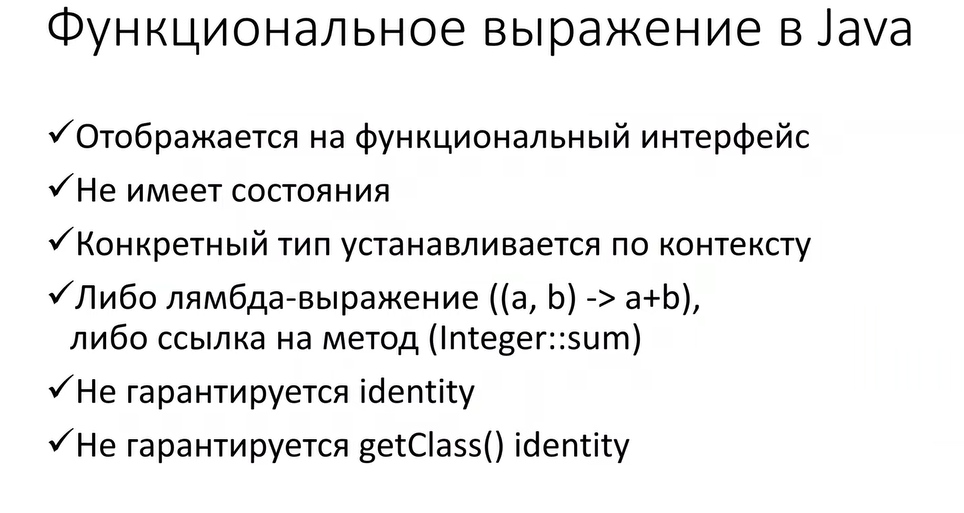 Функциональное выражение в Java
✓Отображается на функциональный интерфейс
✓Не имеет состояния
✓Конкретный тип устанавливается по контексту
✓Либо лямбда-выражение ((a, b) -> a+b),
либо ссылка на метод (Integer::sum)
✓Не гарантируется identity
✓Не гарантируется getClass() identity